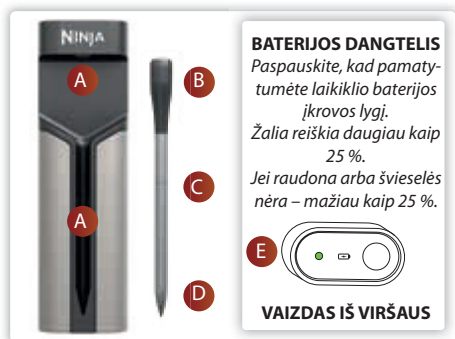 NINJA
A
B
C
A
D
BATERIJOS DANGTELIS
Paspauskite, kad pamaty-
tumėte laikiklio baterijos
įkrovos lygį.
Žalia reiškia daugiau kaip
25 %.
Jei raudona arba švieselės
nėra – mažiau kaip 25 %.
E
VAIZDAS IŠ VIRŠAUS